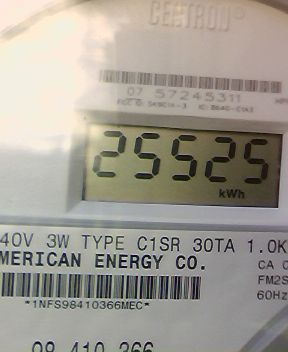 CENTRON®
07 57245311
25525
kWh
40V 3W TYPE C1SR 30TA 1.0K
MERICAN ENERGY CO.
CA 0
FM2S
60Hz
*1NFS98410366MEC*
98 410 366